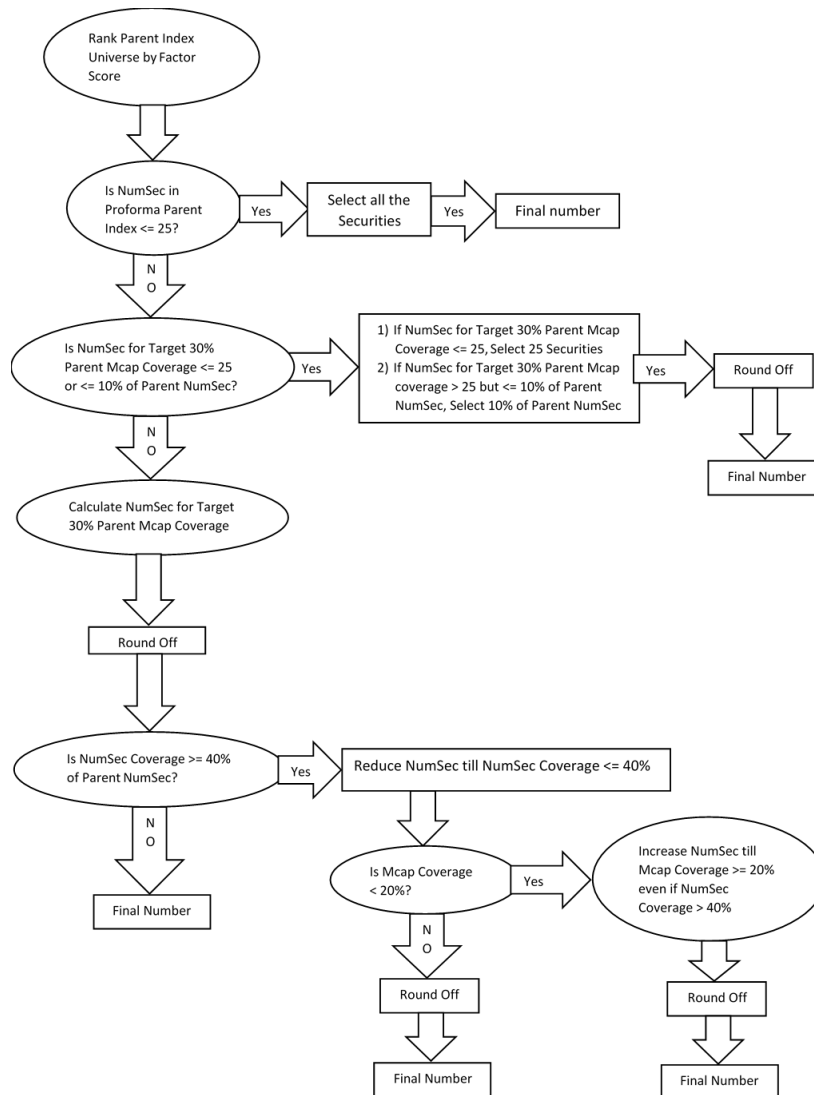 Rank Parent Index
Universe by Factor
Score
Is NumSec in
Proforma Parent
Index <= 25?
Yes
Select all the
Securities
Yes
Final number
N
O
Is NumSec for Target 30%
Parent Mcap Coverage <= 25
or <= 10% of Parent NumSec?
Yes
1) If NumSec for Target 30% Parent Mcap
Coverage <= 25, Select 25 Securities
2) If NumSec for Target 30% Parent Mcap
coverage > 25 but <= 10% of Parent
NumSec, Select 10% of Parent NumSec
Yes
Round Off
Final Number
N
O
Calculate NumSec for Target
30% Parent Mcap Coverage
Round Off
Is NumSec Coverage >= 40%
of Parent NumSec?
Yes
Reduce NumSec till NumSec Coverage <= 40%
N
O
Final Number
Is Mcap Coverage
< 20%?
Yes
Increase NumSec till
Mcap Coverage >= 20%
even if NumSec
Coverage > 40%
N
O
Round Off
Final Number
Round Off
Final Number